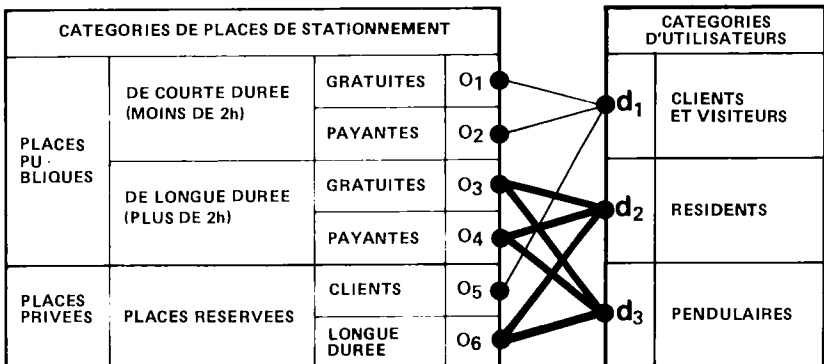 CATEGORIES DE PLACES DE STATIONNEMENT
PLACES
PU-
BLIQUES
DE COURTE DUREE
(MOINS DE 2h)
GRATUITES O1
PAYANTES O2
DE LONGUE DUREE
(PLUS DE 2h)
GRATUITES O3
PAYANTES O4
PLACES
PRIVEES
PLACES RESERVEES
CLIENTS O5
LONGUE
DUREE O6
CATEGORIES
D'UTILISATEURS
d1 CLIENTS
ET VISITEURS
d2 RESIDENTS
d3 PENDULAIRES